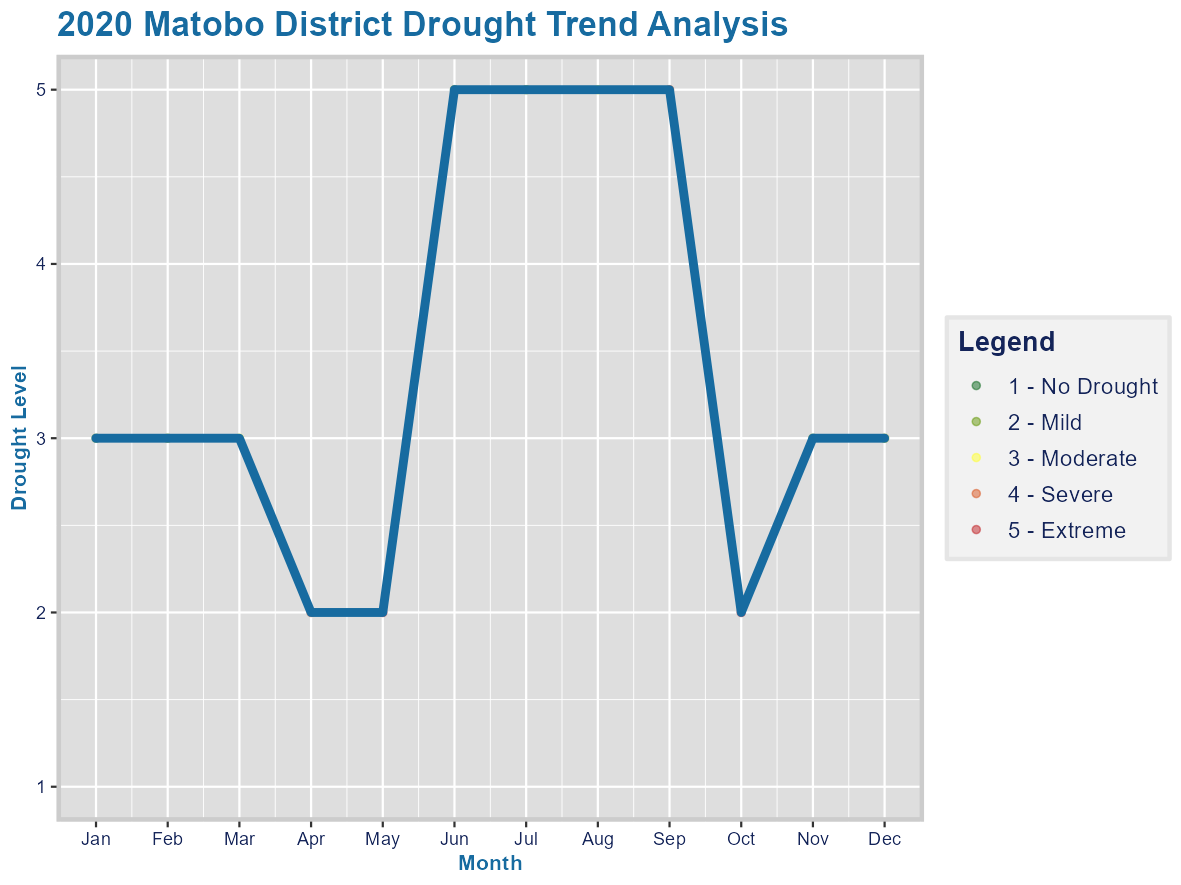 2020 Matobo District Drought Trend Analysis
Drought Level
5
4
3
2
1
Jan Feb Mar Apr May Jun Jul Aug Sep Oct Nov Dec
Month
Legend
1 - No Drought
2 - Mild
3 - Moderate
4 - Severe
5 - Extreme